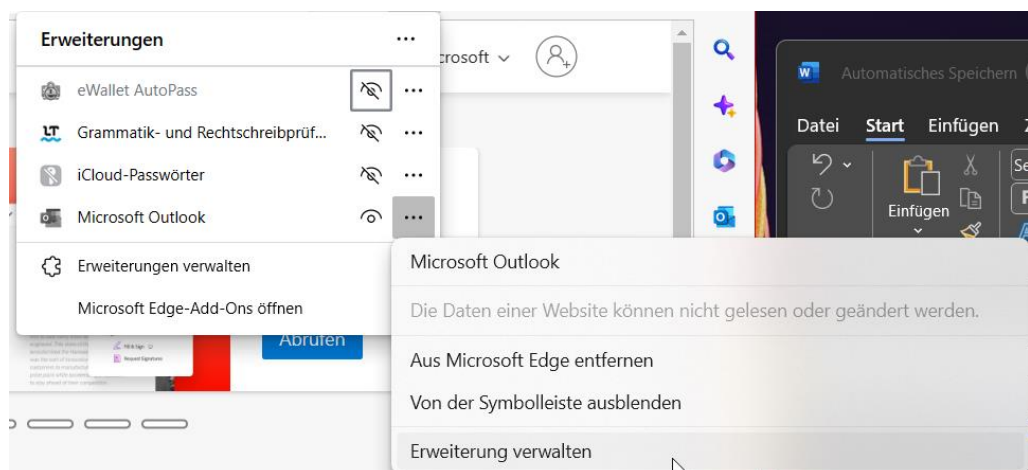 Erweiterungen
eWallet AutoPass
Grammatik- und Rechtschreibprüf...
iCloud-Passwörter
Microsoft Outlook
Erweiterungen verwalten
Microsoft Edge-Add-Ons öffnen
crosoft
Abrufen
Microsoft Outlook
Die Daten einer Website können nicht gelesen oder geändert werden.
Aus Microsoft Edge entfernen
Von der Symbolleiste ausblenden
Erweiterung verwalten
Automatisches Speichern
Datei Start Einfügen
Einfügen